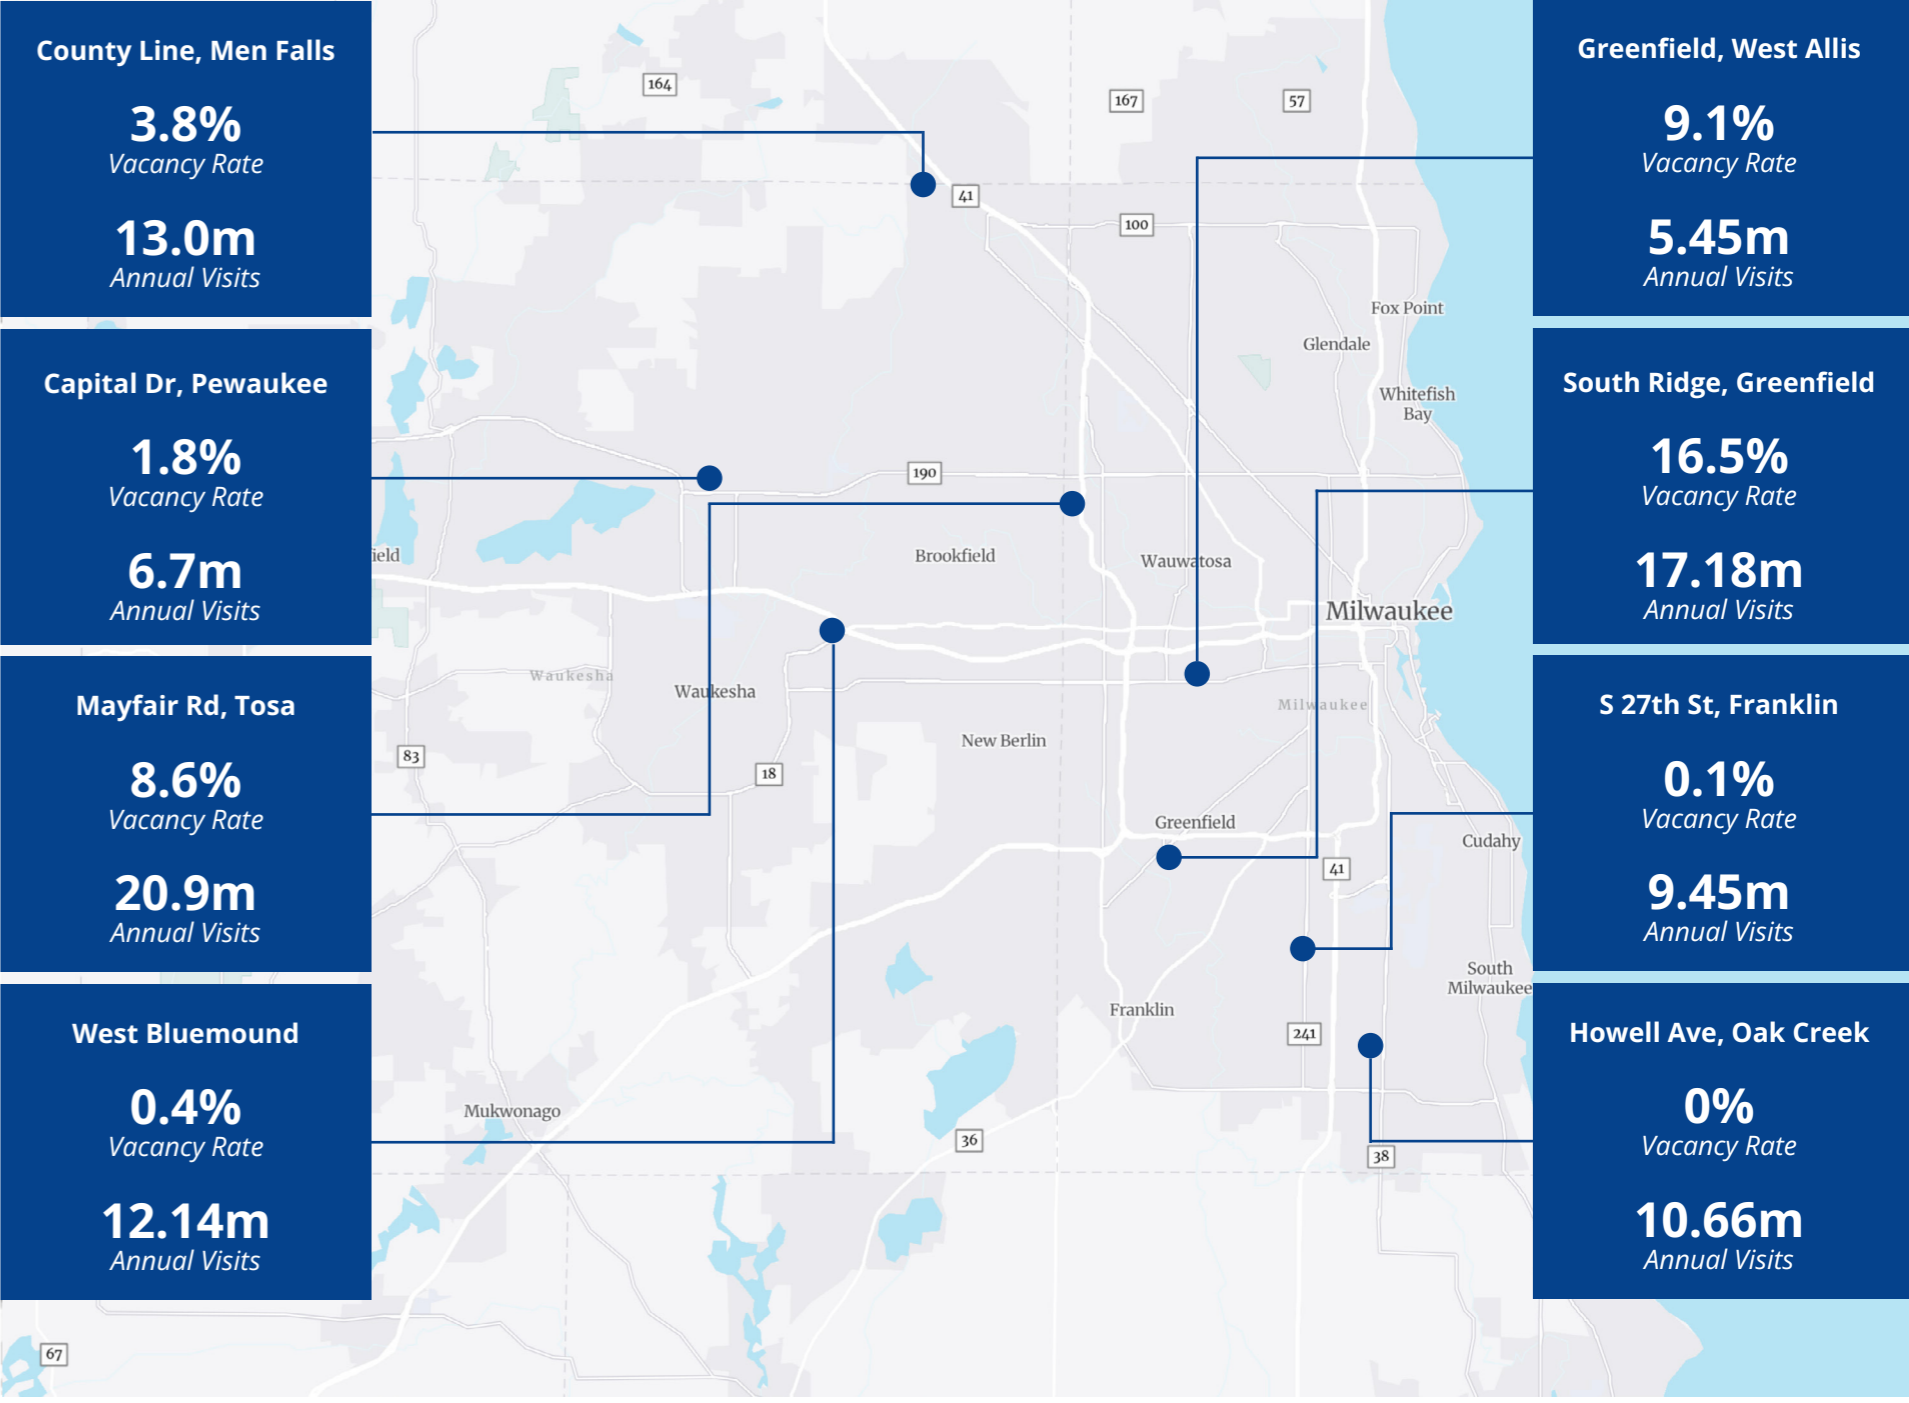 County Line, Men Falls
3.8%
Vacancy Rate
13.0m
Annual Visits
Capital Dr, Pewaukee
1.8%
Vacancy Rate
6.7m
Annual Visits
Mayfair Rd, Tosa
8.6%
Vacancy Rate
20.9m
Annual Visits
West Bluemound
0.4%
Vacancy Rate
12.14m
Annual Visits
164
167
57
41
100
Fox Point
Glendale
Whitefish
Bay
190
ield
Brookfield
Wauwatosa
Milwaukee
Waukesha
Waukesha
Milwaukee
New Berlin
83
18
Greenfield
Cudahy
41
South
Milwaukee
Franklin
241
Mukwonago
36
38
67
Greenfield, West Allis
9.1%
Vacancy Rate
5.45m
Annual Visits
South Ridge, Greenfield
16.5%
Vacancy Rate
17.18m
Annual Visits
S 27th St, Franklin
0.1%
Vacancy Rate
9.45m
Annual Visits
Howell Ave, Oak Creek
0%
Vacancy Rate
10.66m
Annual Visits